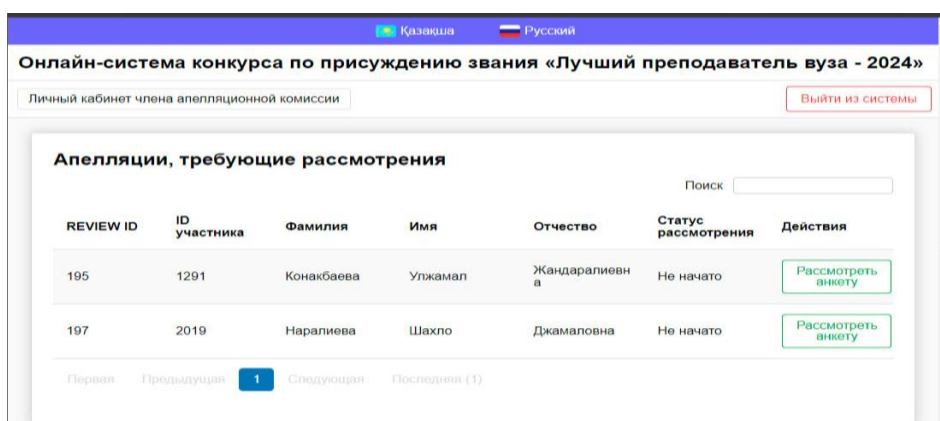 Қазақша Русский
Онлайн-система конкурса по присуждению звания «Лучший преподаватель вуза - 2024»
Личный кабинет члена апелляционной комиссии Выйти из системы
Апелляции, требующие рассмотрения
Поиск
REVIEW ID ID участника Фамилия Имя Отчество Статус рассмотрения Действия
195 1291 Конакбаева Улжамал Жандаралиевна Не начато Рассмотреть анкету
197 2019 Наралиева Шахло Джамаловна Не начато Рассмотреть анкету
Первая Предыдущая 1 Следующая Последняя (1)